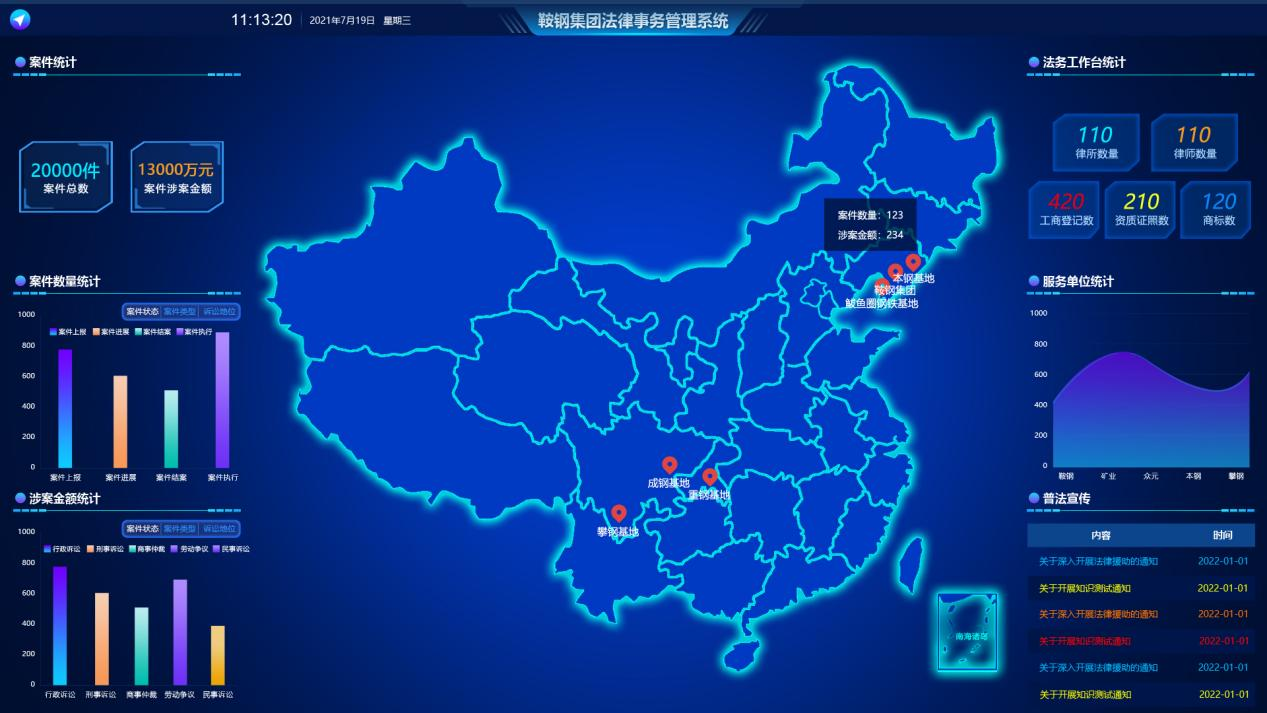 11:13:20 2021年7月19日 星期三
鞍钢集团法律事务管理系统
案件统计
20000件
案件总数
13000万元
案件涉案金额
案件数量统计
案件状态 案件类型 诉讼地位
案件上报 案件进展 案件结案 案件执行
1000
800
600
400
200
0
案件上报 案件进展 案件结案 案件执行
涉案金额统计
案件状态 案件类型 诉讼地位
行政诉讼 刑事诉讼 商事仲裁 劳动争议 民事诉讼
1000
800
600
400
200
0
行政诉讼 刑事诉讼 商事仲裁 劳动争议 民事诉讼
案件数量：123
涉案金额：234
本钢基地
鞍钢集团
鲅鱼圈钢铁基地
成钢基地
重钢基地
攀钢基地
南海诸岛
法务工作台统计
110
律所数量
110
律师数量
420
工商登记数
210
资质证照数
120
商标数
服务单位统计
1000
800
600
400
200
0
鞍钢 矿业 众元 本钢 攀钢
普法宣传
内容 时间
关于深入开展法律援助的通知 2022-01-01
关于开展知识测试通知 2022-01-01
关于深入开展法律援助的通知 2022-01-01
关于开展知识测试通知 2022-01-01
关于深入开展法律援助的通知 2022-01-01
关于开展知识测试通知 2022-01-01